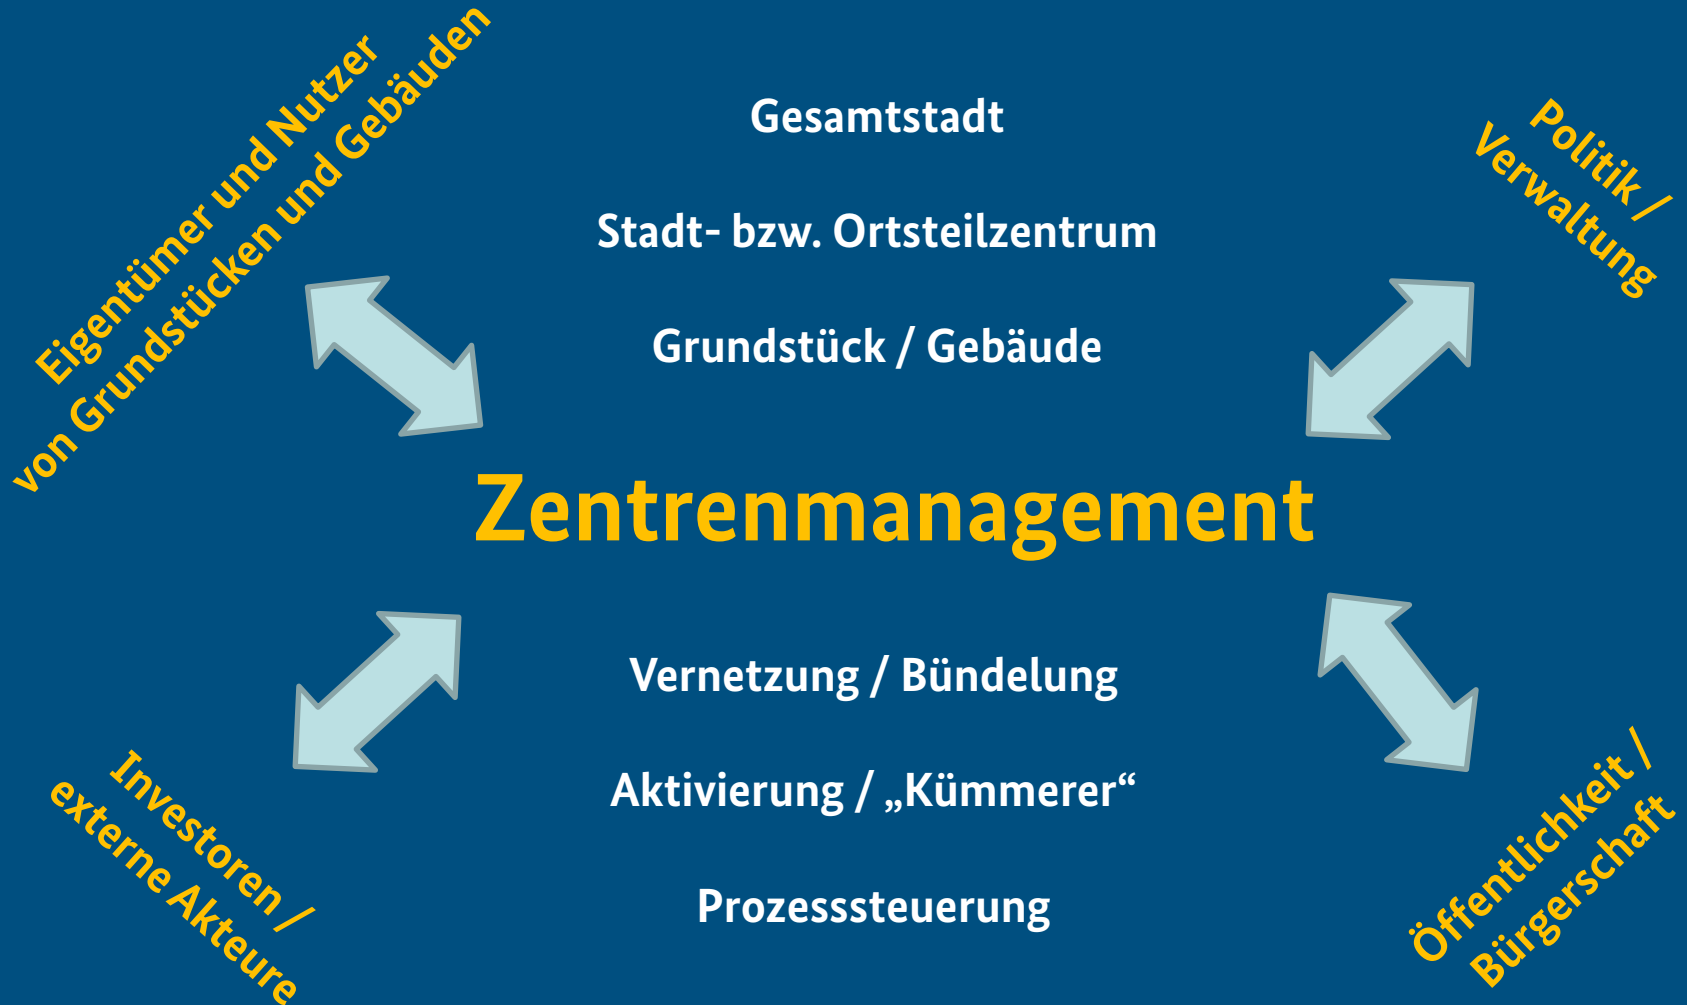 Eigentümer und Nutzer
von Grundstücken und Gebäuden
Gesamtstadt
Politik /
Verwaltung
Stadt- bzw. Ortsteilzentrum
Grundstück / Gebäude
Zentrenmanagement
Vernetzung / Bündelung
Aktivierung / „Kümmerer“
Prozesssteuerung
Investoren /
externe Akteure
Öffentlichkeit /
Bürgerschaft